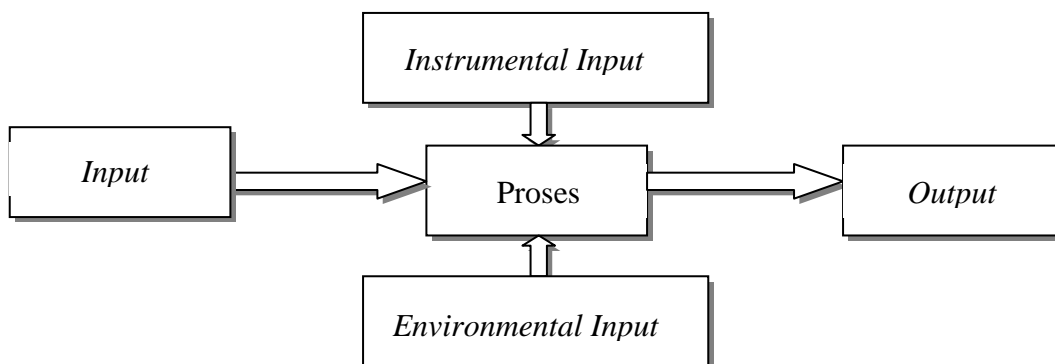 Instrumental Input
Input
Proses
Output
Environmental Input